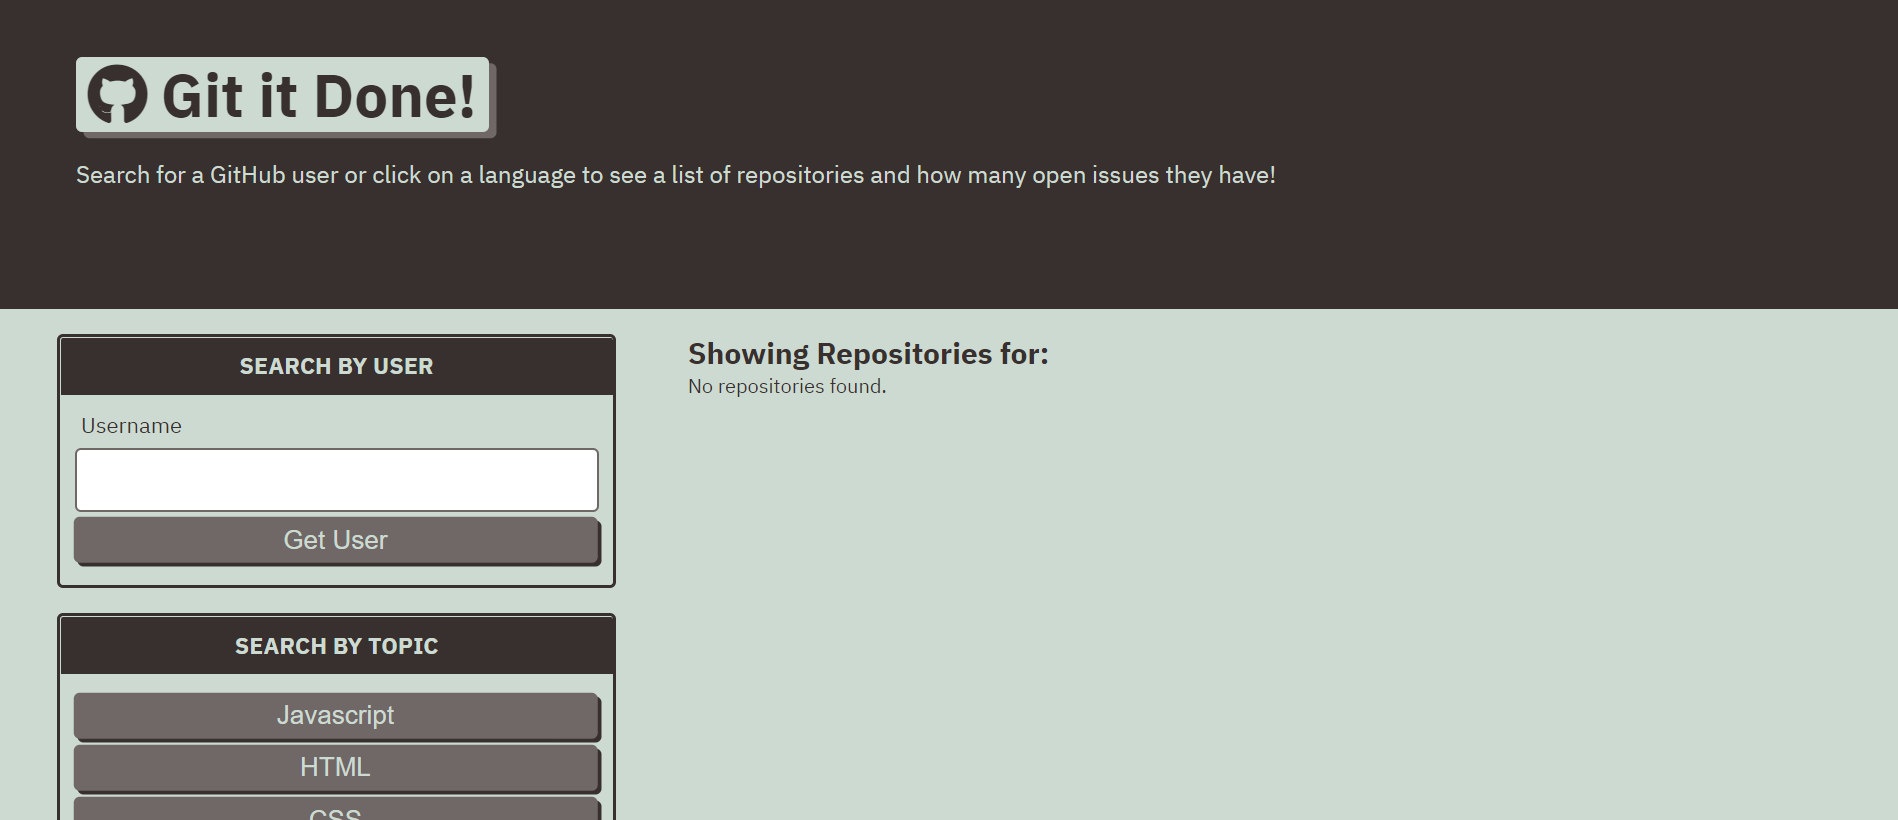 Git it Done!
Search for a GitHub user or click on a language to see a list of repositories and how many open issues they have!
SEARCH BY USER
Username
Get User
SEARCH BY TOPIC
Javascript
HTML
CSS
Showing Repositories for:
No repositories found.